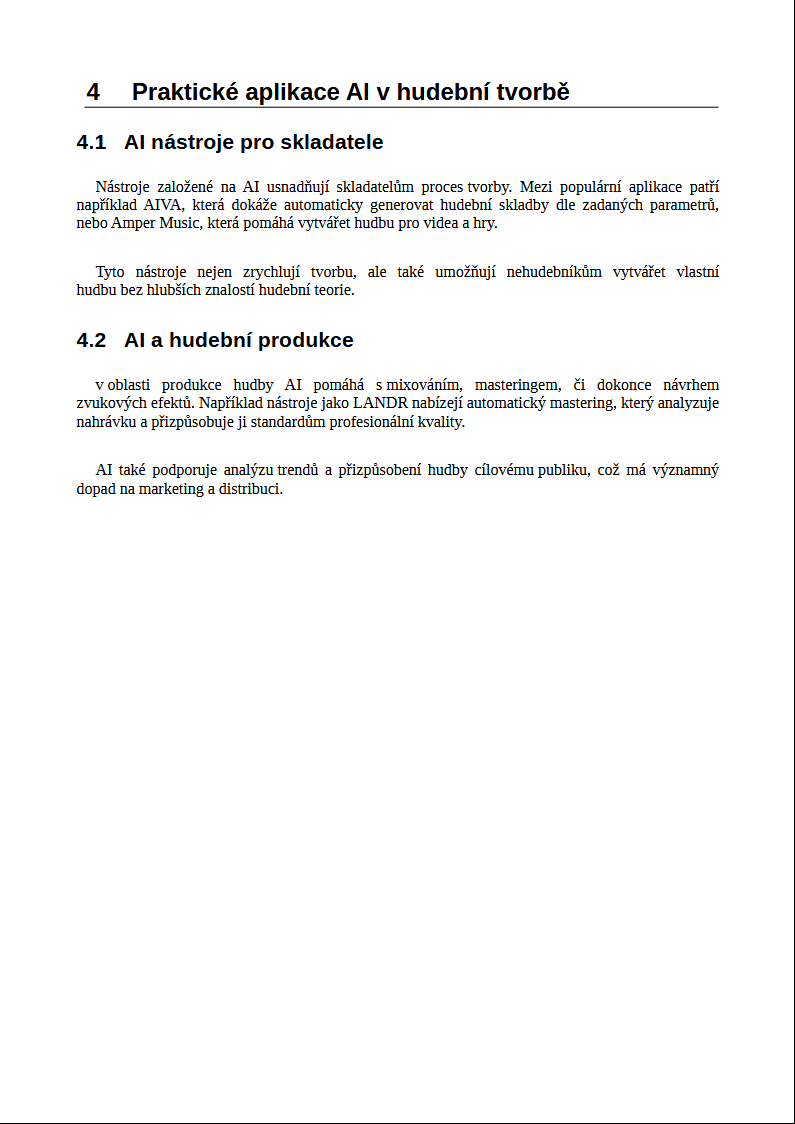 4 Praktické aplikace AI v hudební tvorbě
4.1 AI nástroje pro skladatele
Nástroje založené na AI usnadňují skladatelům proces tvorby. Mezi populární aplikace patří
například AIVA, která dokáže automaticky generovat hudební skladby dle zadaných parametrů,
nebo Amper Music, která pomáhá vytvářet hudbu pro videa a hry.
Tyto nástroje nejen zrychlují tvorbu, ale také umožňují nehudebníkům vytvářet vlastní
hudbu bez hlubších znalostí hudební teorie.
4.2 AI a hudební produkce
v oblasti produkce hudby AI pomáhá s mixováním, masteringem, či dokonce návrhem
zvukových efektů. Například nástroje jako LANDR nabízejí automatický mastering, který analyzuje
nahrávku a přizpůsobuje ji standardům profesionální kvality.
AI také podporuje analýzu trendů a přizpůsobení hudby cílovému publiku, což má významný
dopad na marketing a distribuci.